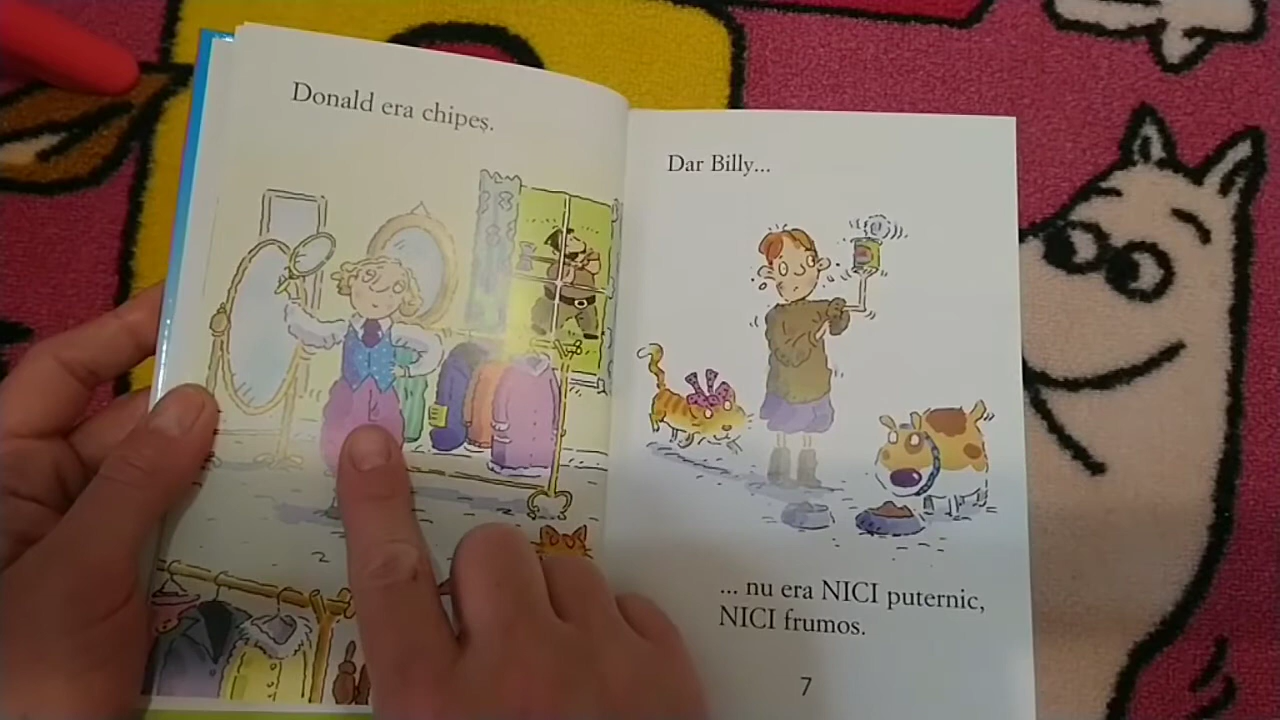 Donald era chipeș.
Dar Billy...
... nu era NICI puternic,
NICI frumos.
7